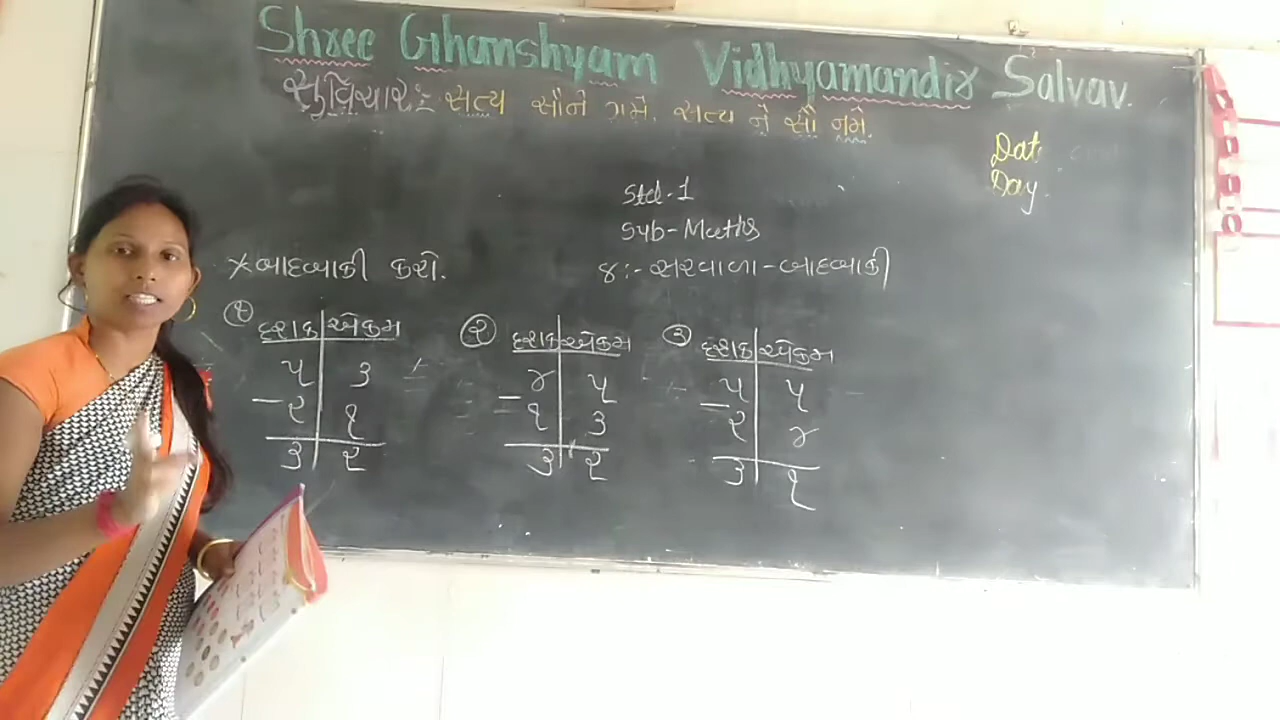 Shree Ghanshyam Vidhyamandir Salvav.
સુવિચાર:- સત્ય સૌને ગમે. સત્ય ને સૌ નમે.
Date
Day.
Std-1
Sub-Maths
૪:- સરવાળા-બાદબાકી
* બાદબાકી કરો.
૧ દશક એકમ
૫ ૩
- ૨ ૧
૩ ૨
૨ દશક એકમ
૪ ૫
- ૧ ૩
૩ ૨
૩ દશક એકમ
૫ ૫
- ૨ ૪
૩ ૧